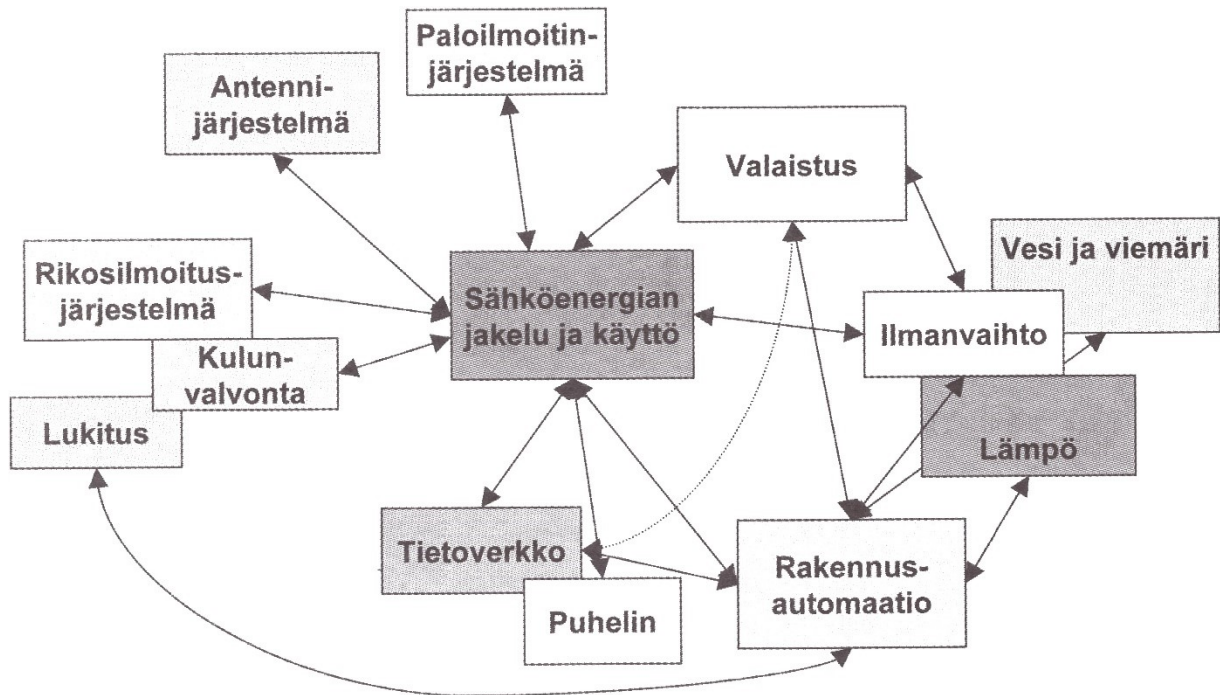 Paloilmoitin-
järjestelmä
Antenni-
järjestelmä
Valaistus
Vesi ja viemäri
Rikosilmoitus-
järjestelmä
Sähköenergian
jakelu ja käyttö
Ilmanvaihto
Kulun-
valvonta
Lukitus
Lämpö
Tietoverkko
Rakennus-
automaatio
Puhelin